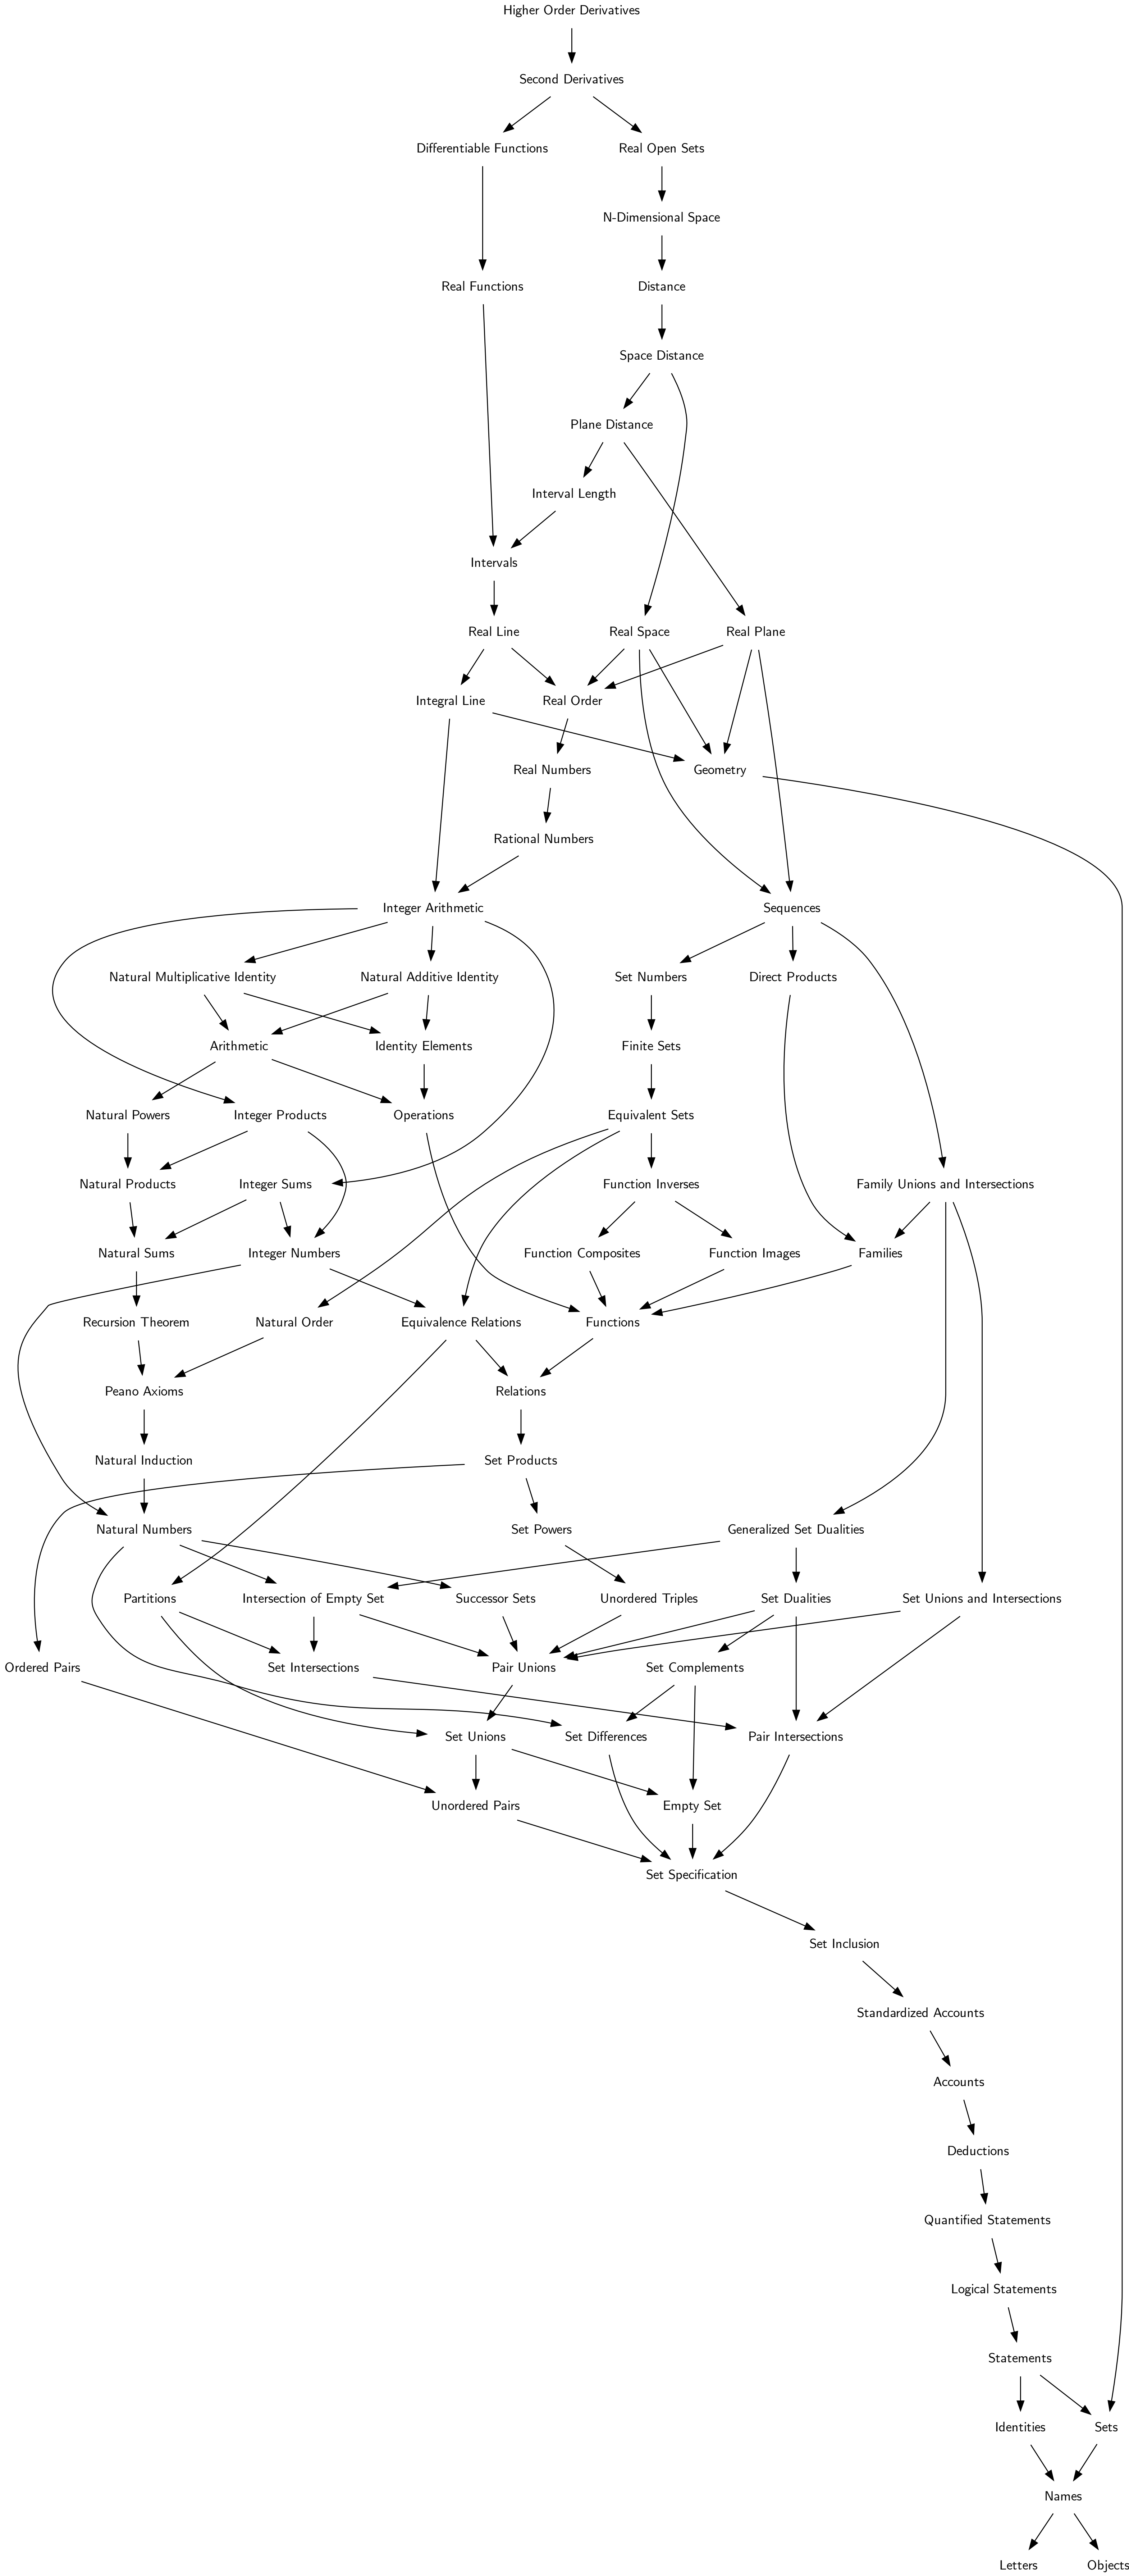 Higher Order Derivatives
Second Derivatives
Differentiable Functions
Real Open Sets
N-Dimensional Space
Real Functions
Distance
Space Distance
Plane Distance
Interval Length
Intervals
Real Line
Real Space
Real Plane
Integral Line
Real Order
Real Numbers
Geometry
Rational Numbers
Integer Arithmetic
Sequences
Natural Multiplicative Identity
Natural Additive Identity
Set Numbers
Direct Products
Arithmetic
Identity Elements
Finite Sets
Natural Powers
Integer Products
Operations
Equivalent Sets
Natural Products
Integer Sums
Function Inverses
Family Unions and Intersections
Natural Sums
Integer Numbers
Function Composites
Function Images
Families
Recursion Theorem
Natural Order
Equivalence Relations
Functions
Peano Axioms
Relations
Natural Induction
Set Products
Natural Numbers
Set Powers
Generalized Set Dualities
Partitions
Intersection of Empty Set
Successor Sets
Unordered Triples
Set Dualities
Set Unions and Intersections
Ordered Pairs
Set Intersections
Pair Unions
Set Complements
Set Unions
Set Differences
Pair Intersections
Unordered Pairs
Empty Set
Set Specification
Set Inclusion
Standardized Accounts
Accounts
Deductions
Quantified Statements
Logical Statements
Statements
Identities
Sets
Names
Letters
Objects